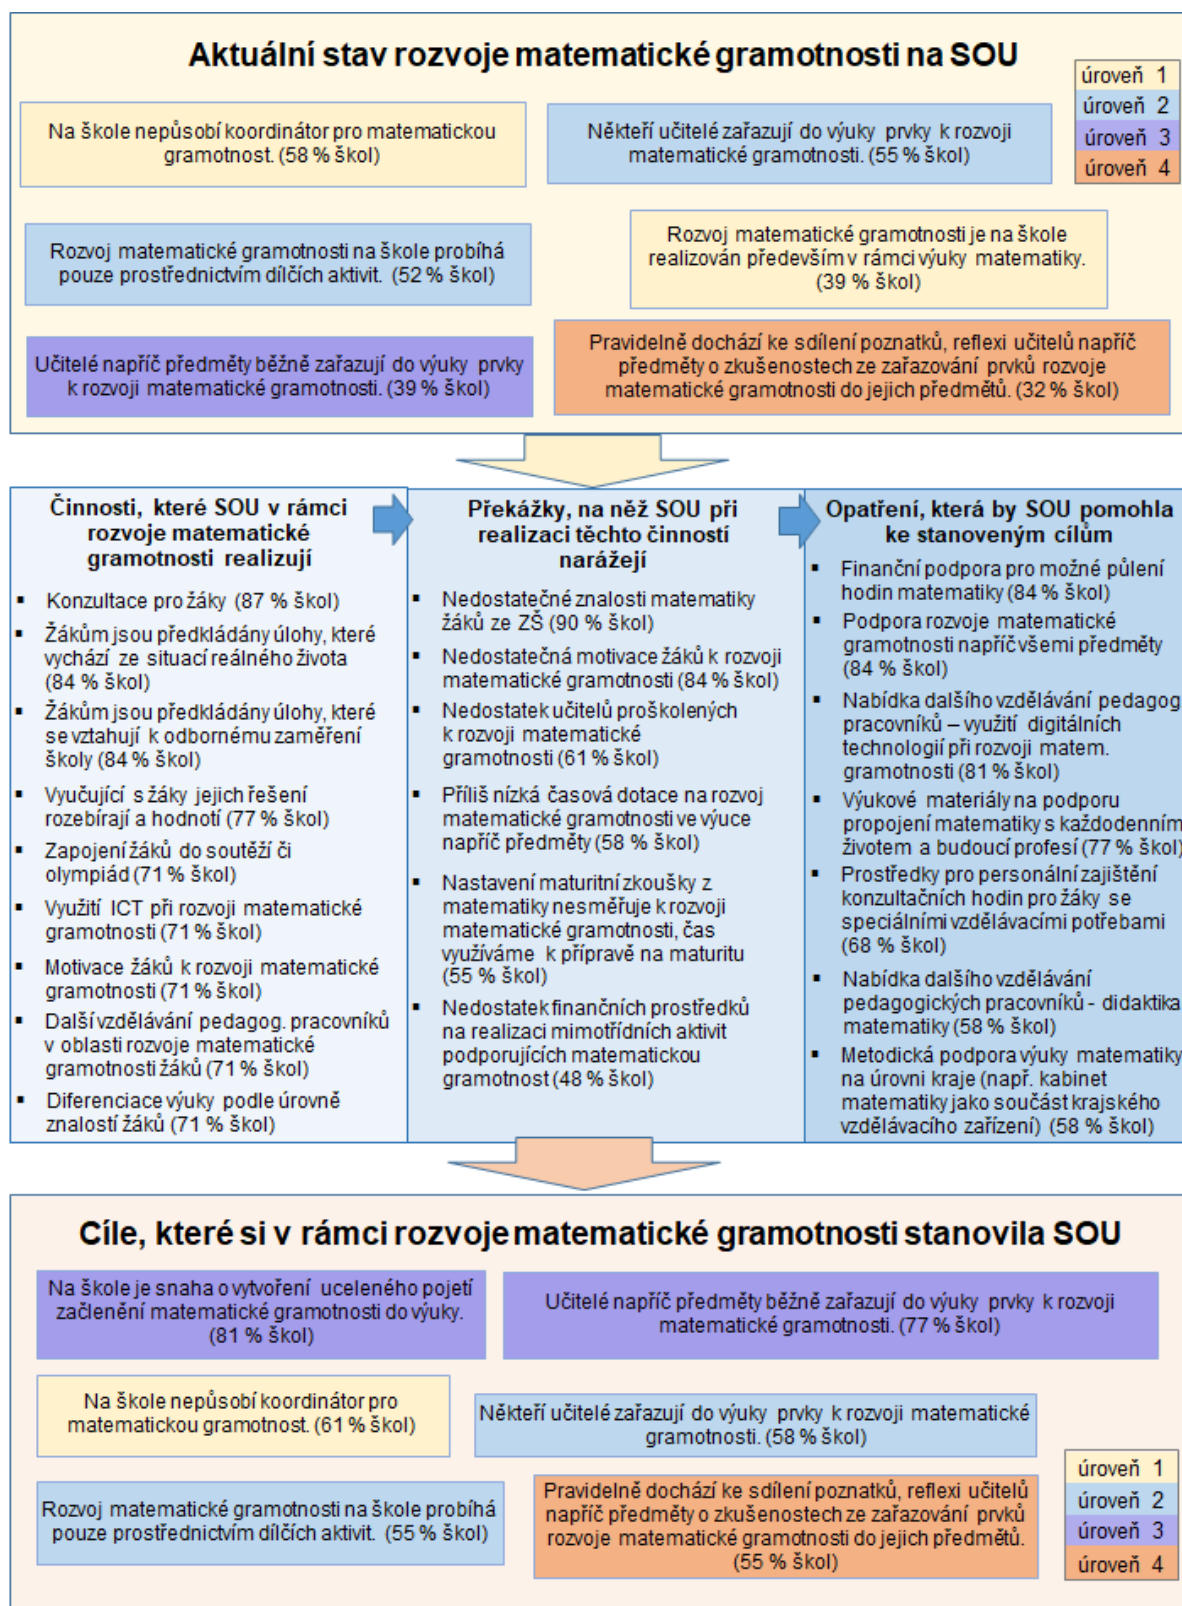 Aktuální stav rozvoje matematické gramotnosti na SOU
úroveň 1
úroveň 2
úroveň 3
úroveň 4
Na škole nepůsobí koordinátor pro matematickou
gramotnost. (58 % škol)
Někteří učitelé zařazují do výuky prvky k rozvoji
matematické gramotnosti. (55 % škol)
Rozvoj matematické gramotnosti na škole probíhá
pouze prostřednictvím dílčích aktivit. (52 % škol)
Rozvoj matematické gramotnosti je na škole
realizován především v rámci výuky matematiky.
(39 % škol)
Učitelé napříč předměty běžně zařazují do výuky prvky
k rozvoji matematické gramotnosti. (39 % škol)
Pravidelně dochází ke sdílení poznatků, reflexi učitelů napříč
předměty o zkušenostech ze zařazování prvků rozvoje
matematické gramotnosti do jejich předmětů. (32 % škol)
Činnosti, které SOU v rámci
rozvoje matematické
gramotnosti realizují
▪ Konzultace pro žáky (87 % škol)
▪ Žákům jsou předkládány úlohy, které
vychází ze situací reálného života
(84 % škol)
▪ Žákům jsou předkládány úlohy, které
se vztahují k odbornému zaměření
školy (84 % škol)
▪ Vyučující s žáky jejich řešení
rozebírají a hodnotí (77 % škol)
▪ Zapojení žáků do soutěží či
olympiád (71 % škol)
▪ Využití ICT při rozvoji matematické
gramotnosti (71 % škol)
▪ Motivace žáků k rozvoji matematické
gramotnosti (71 % škol)
▪ Další vzdělávání pedagog. pracovníků
v oblasti rozvoje matematické
gramotnosti žáků (71 % škol)
▪ Diferenciace výuky podle úrovně
znalostí žáků (71 % škol)
Překážky, na něž SOU při
realizaci těchto činností
narážejí
▪ Nedostatečné znalosti matematiky
žáků ze ZŠ (90 % škol)
▪ Nedostatečná motivace žáků k rozvoji
matematické gramotnosti (84 % škol)
▪ Nedostatek učitelů proškolených
k rozvoji matematické
gramotnosti (61 % škol)
▪ Příliš nízká časová dotace na rozvoj
matematické gramotnosti ve výuce
napříč předměty (58 % škol)
▪ Nastavení maturitní zkoušky z
matematiky nesměřuje k rozvoji
matematické gramotnosti, čas
využíváme k přípravě na maturitu
(55 % škol)
▪ Nedostatek finančních prostředků
na realizaci mimotřídních aktivit
podporujících matematickou
gramotnost (48 % škol)
Opatření, která by SOU pomohla
ke stanoveným cílům
▪ Finanční podpora pro možné půlení
hodin matematiky (84 % škol)
▪ Podpora rozvoje matematické
gramotnosti napříč všemi předměty
(84 % škol)
▪ Nabídka dalšího vzdělávání pedagog.
pracovníků – využití digitálních
technologií při rozvoji matem.
gramotnosti (81 % škol)
▪ Výukové materiály na podporu
propojení matematiky s každodenním
životem a budoucí profesí (77 % škol)
▪ Prostředky pro personální zajištění
konzultačních hodin pro žáky se
speciálními vzdělávacími potřebami
(68 % škol)
▪ Nabídka dalšího vzdělávání
pedagogických pracovníků - didaktika
matematiky (58 % škol)
▪ Metodická podpora výuky matematiky
na úrovni kraje (např. kabinet
matematiky jako součást krajského
vzdělávacího zařízení) (58 % škol)
Cíle, které si v rámci rozvoje matematické gramotnosti stanovila SOU
Na škole je snaha o vytvoření uceleného pojetí
začlenění matematické gramotnosti do výuky.
(81 % škol)
Učitelé napříč předměty běžně zařazují do výuky prvky k rozvoji
matematické gramotnosti. (77 % škol)
Na škole nepůsobí koordinátor pro
matematickou gramotnost. (61 % škol)
Někteří učitelé zařazují do výuky prvky k rozvoji matematické
gramotnosti. (58 % škol)
Rozvoj matematické gramotnosti na škole probíhá
pouze prostřednictvím dílčích aktivit. (55 % škol)
Pravidelně dochází ke sdílení poznatků, reflexi učitelů
napříč předměty o zkušenostech ze zařazování prvků
rozvoje matematické gramotnosti do jejich předmětů.
(55 % škol)
úroveň 1
úroveň 2
úroveň 3
úroveň 4